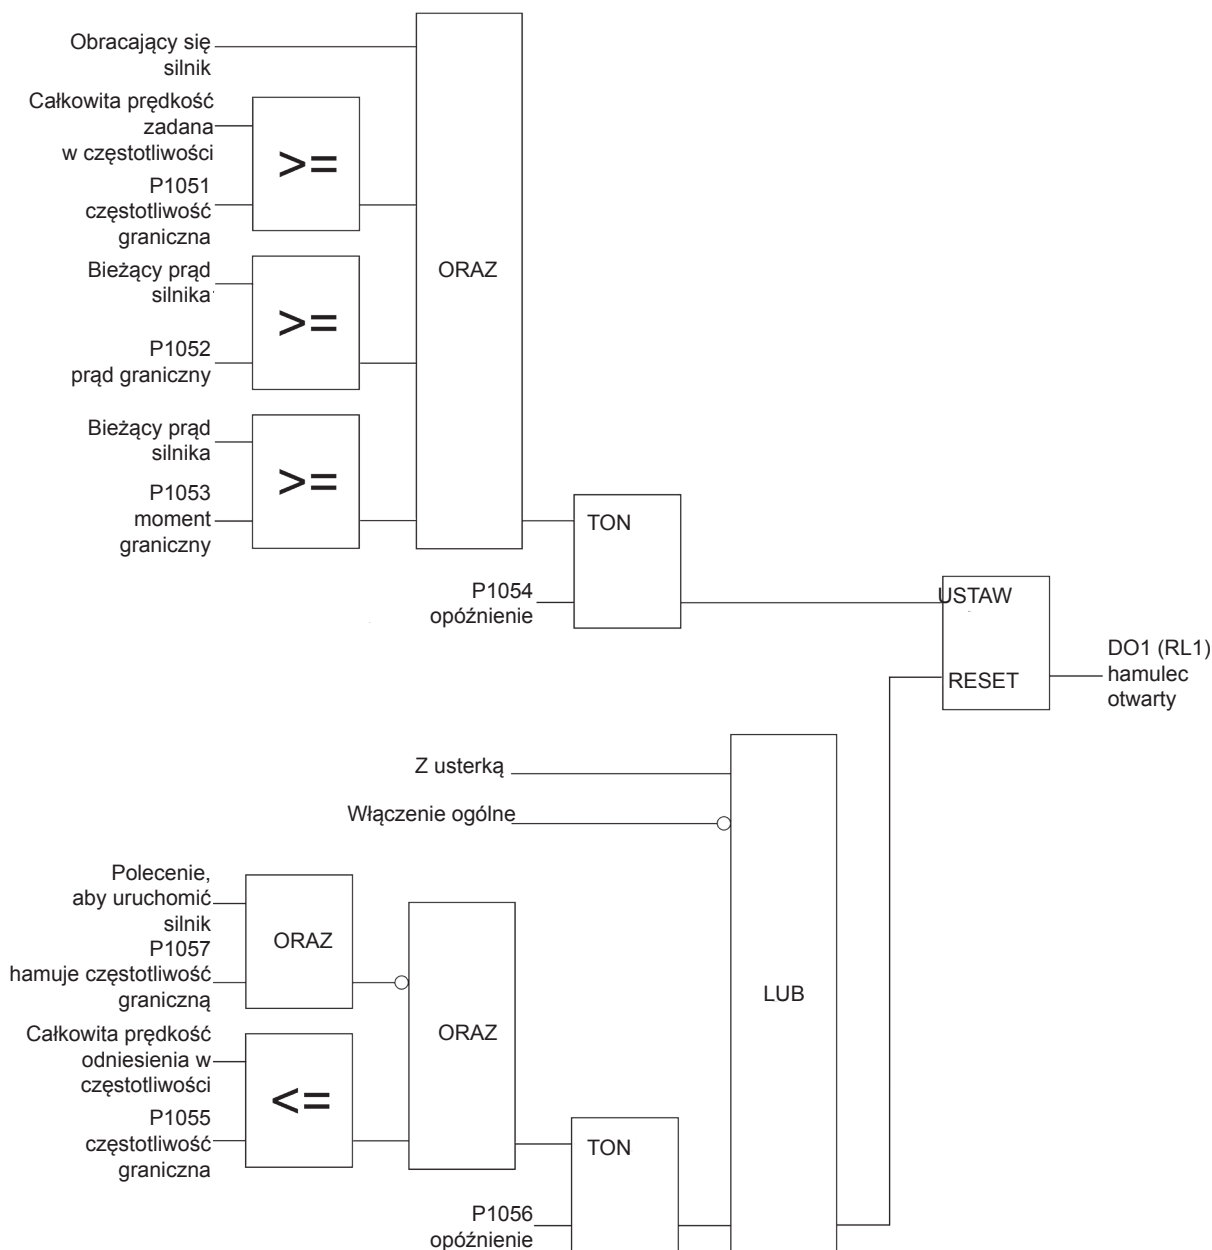 Obracający się
silnik
Całkowita prędkość
zadana
w częstotliwości
>=
P1051
częstotliwość
graniczna
Bieżący prąd
silnika
>=
ORAZ
P1052
prąd graniczny
Bieżący prąd
silnika
>=
P1053
moment
graniczny
TON
P1054
opóźnienie
USTAW
RESET
DO1 (RL1)
hamulec
otwarty
Z usterką
Włączenie ogólne
Polecenie,
aby uruchomić
silnik
ORAZ
P1057
hamuje częstotliwość
graniczną
LUB
ORAZ
Całkowita prędkość
odniesienia w
częstotliwości
<=
P1055
częstotliwość
graniczna
TON
P1056
opóźnienie